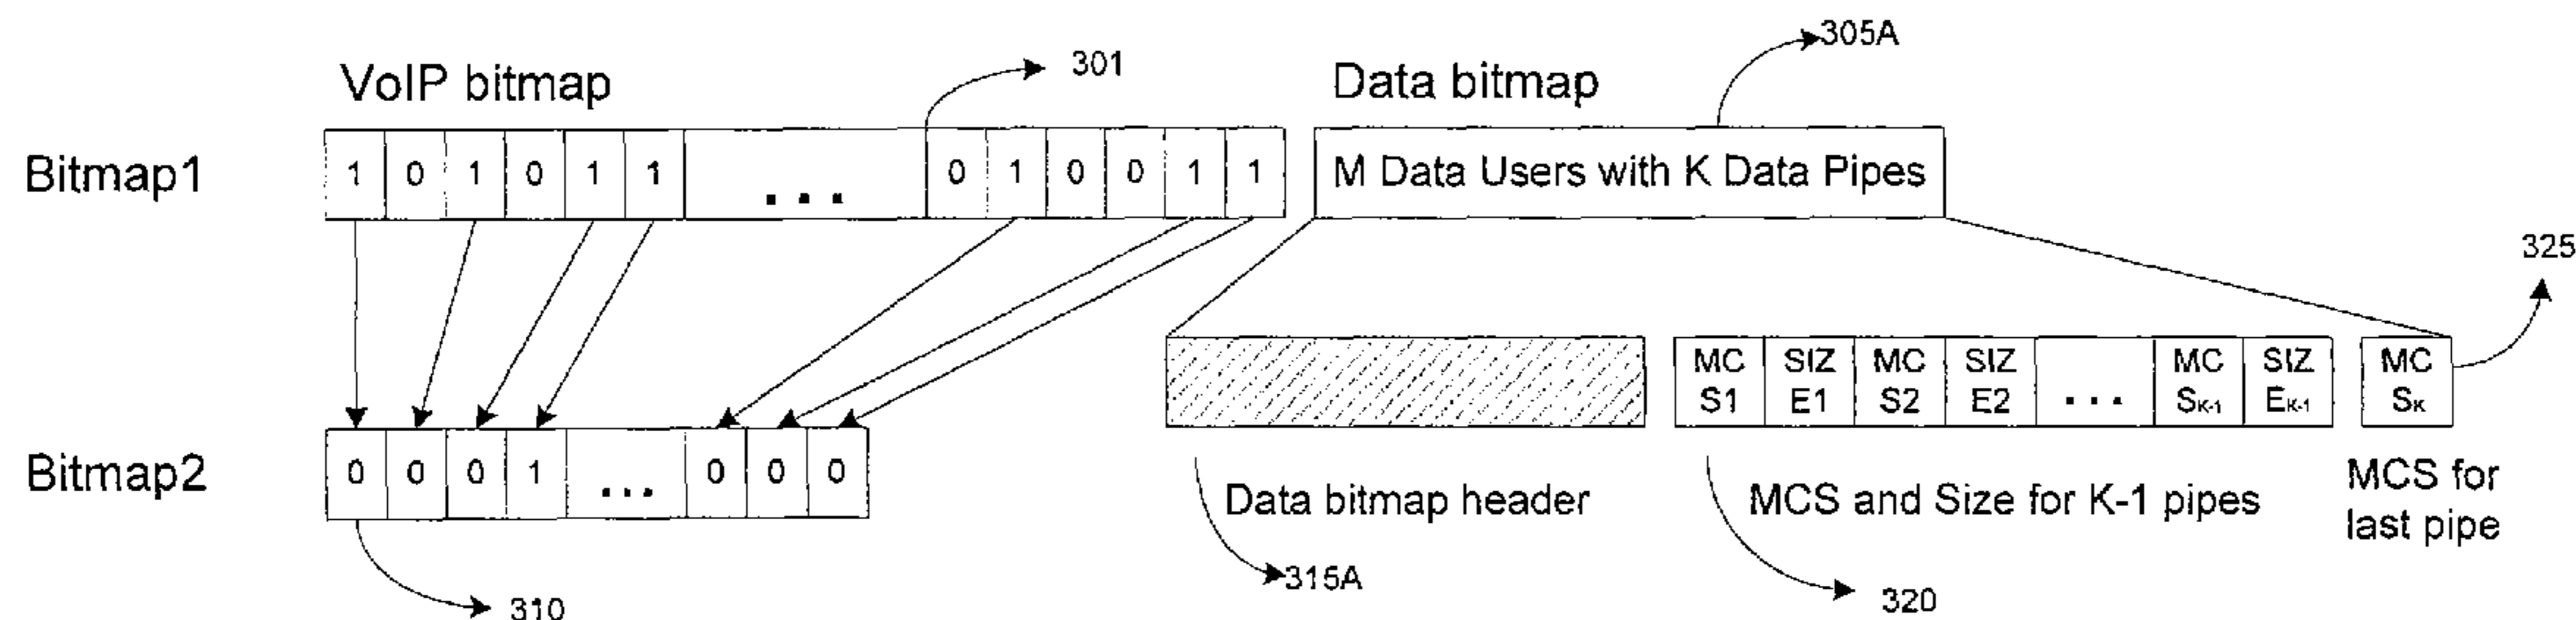 305A
301
VoIP bitmap
Data bitmap
Bitmap1
1 0 1 0 1 1 ... 0 1 0 0 1 1
M Data Users with K Data Pipes
325
MC S1
SIZ E1
MC S2
SIZ E2
...
MC SK-1
SIZ EK-1
MC SK
Bitmap2
0 0 0 1 ... 0 0 0
Data bitmap header
MCS and Size for K-1 pipes
MCS for
last pipe
310
315A
320